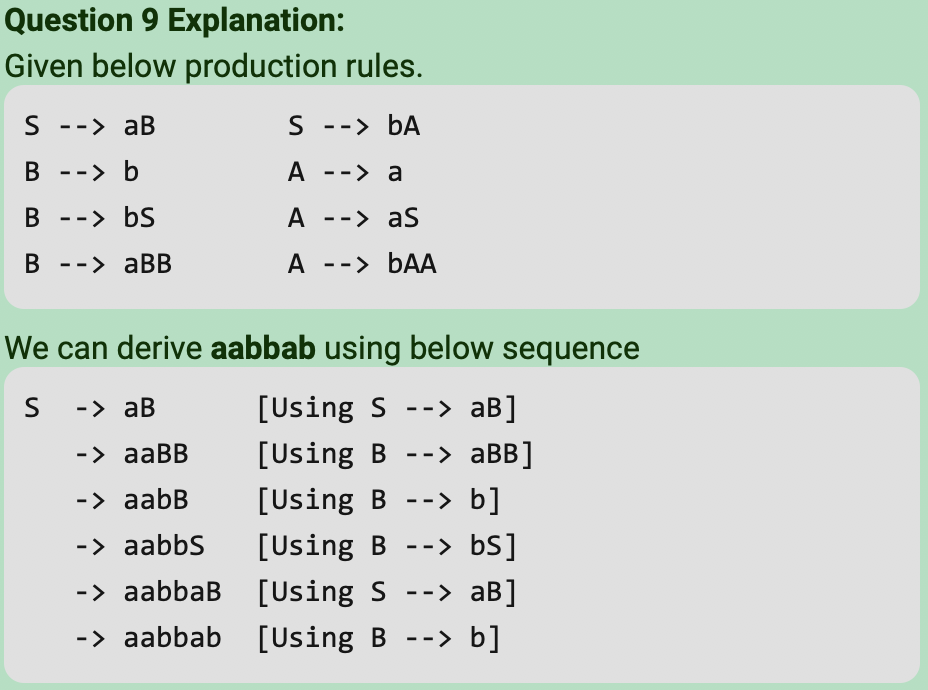 Question 9 Explanation:
Given below production rules.
S --> aB S --> bA
B --> b A --> a
B --> bS A --> aS
B --> aBB A --> bAA
We can derive aabbab using below sequence
S -> aB [Using S --> aB]
-> aaBB [Using B --> aBB]
-> aabB [Using B --> b]
-> aabbS [Using B --> bS]
-> aabbaB [Using S --> aB]
-> aabbab [Using B --> b]